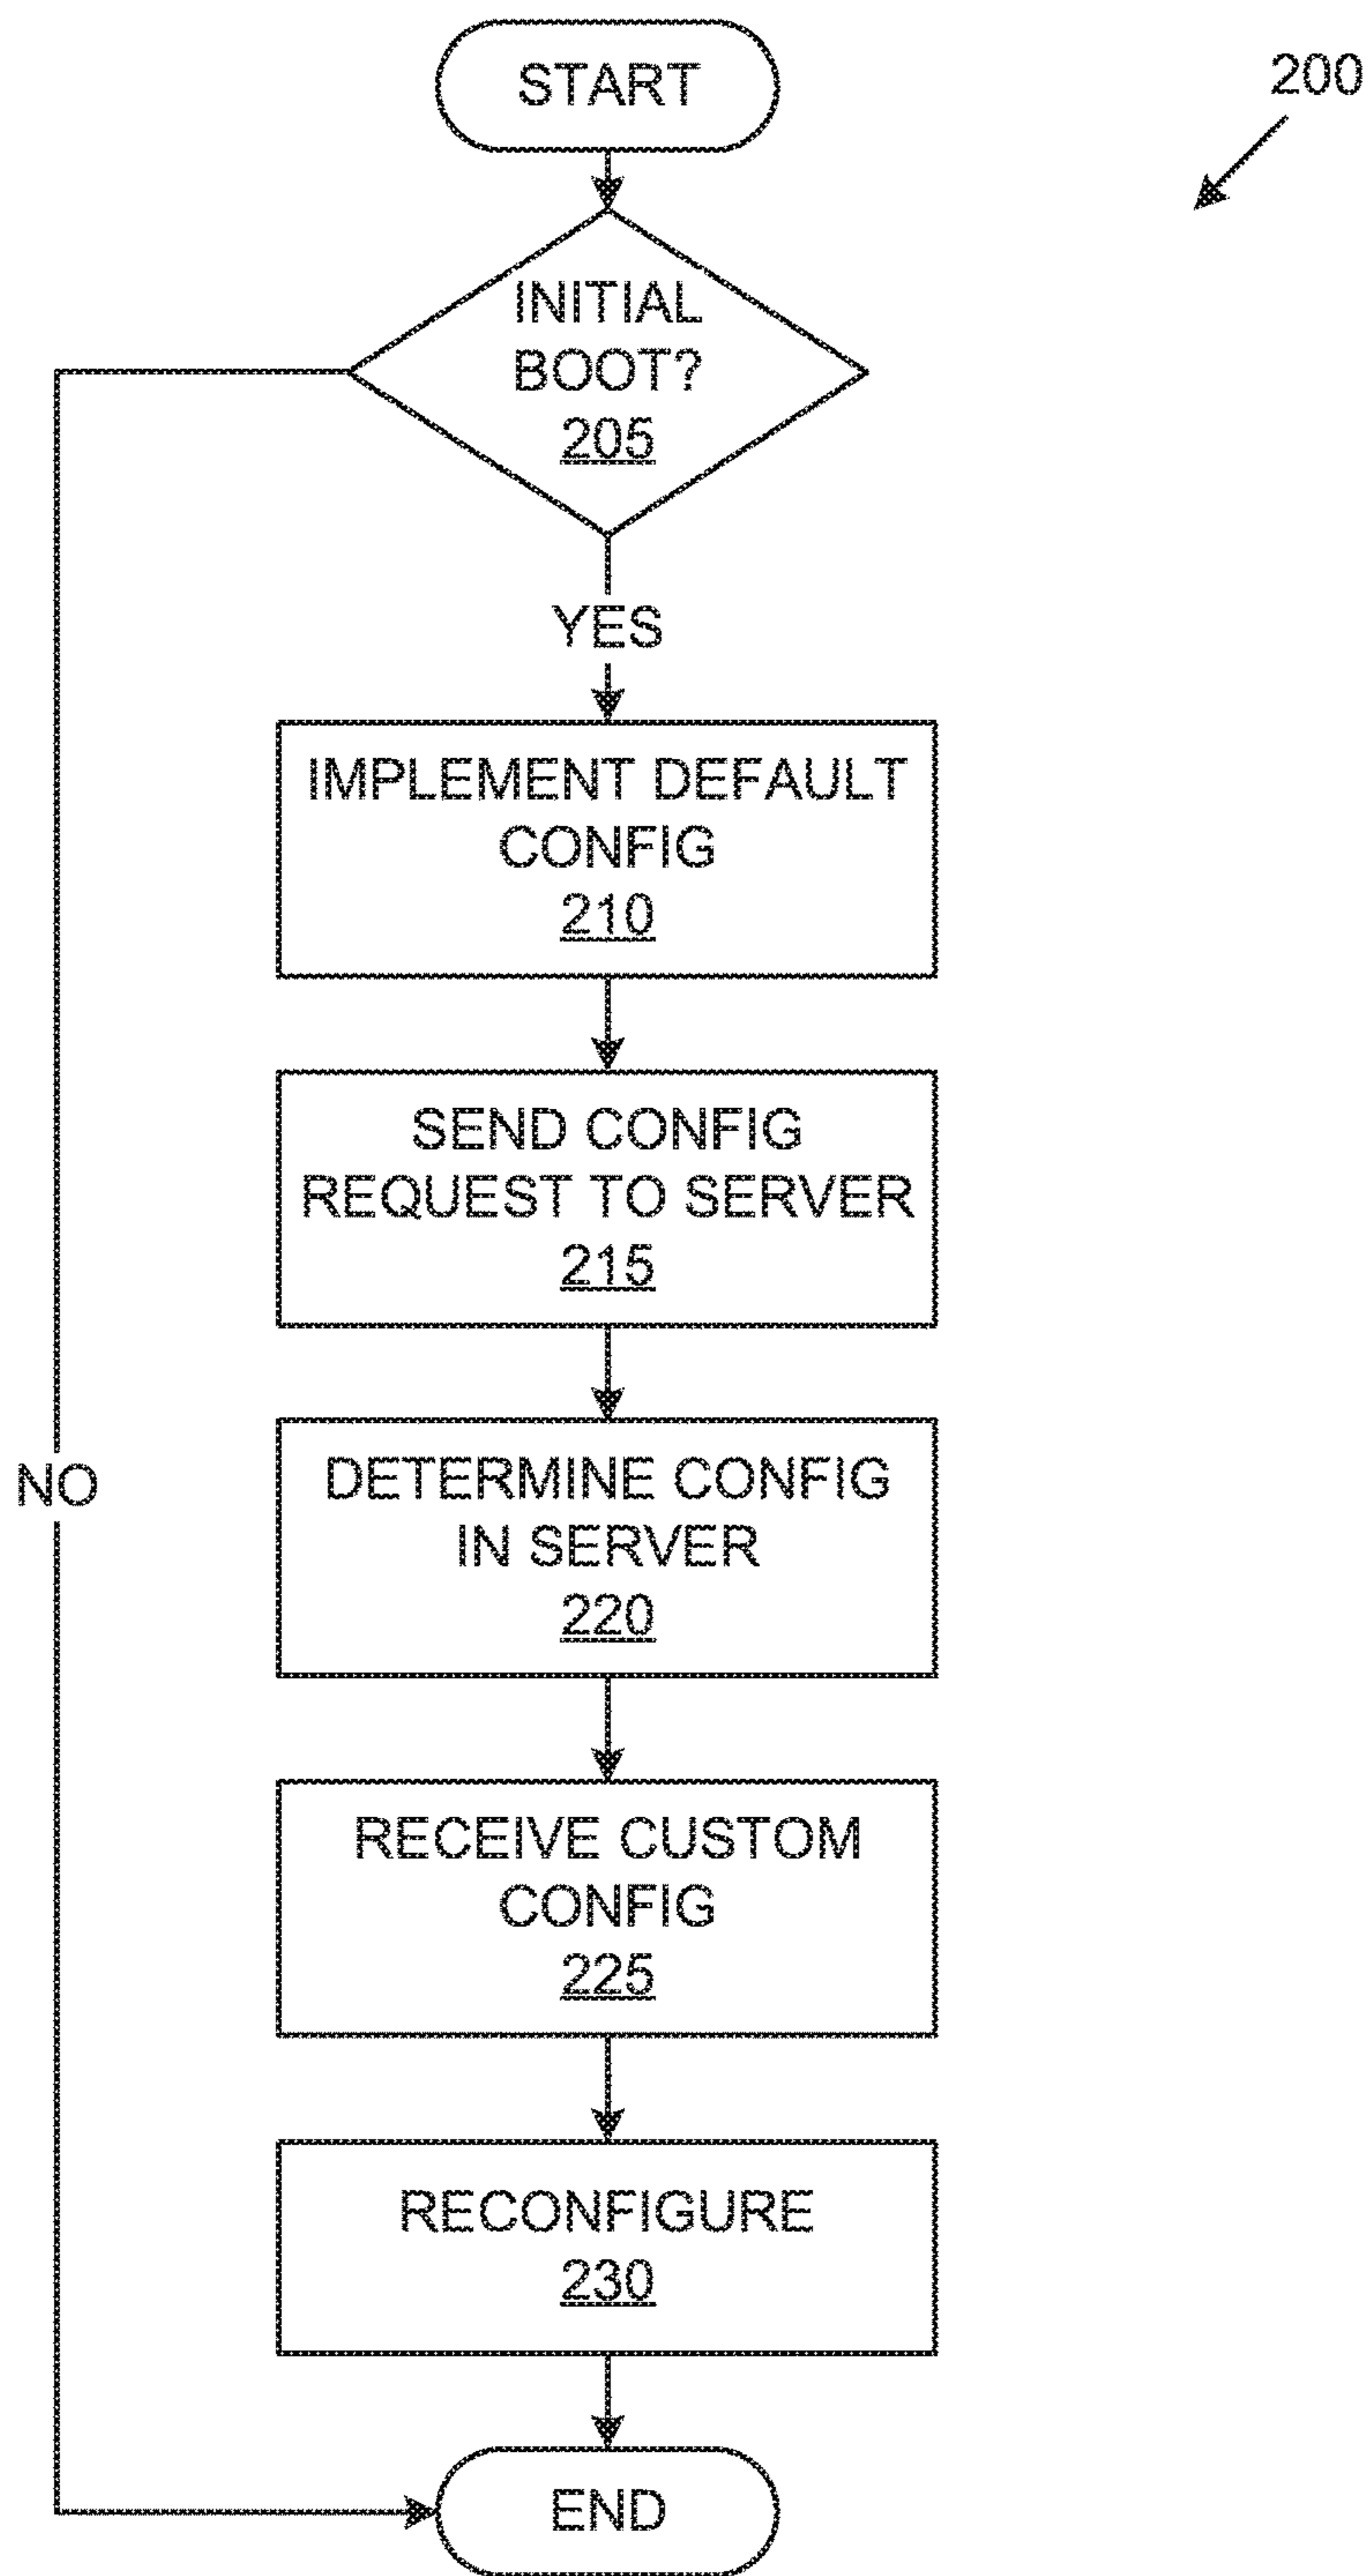 START
200
INITIAL
BOOT?
205
YES
IMPLEMENT DEFAULT
CONFIG
210
SEND CONFIG
REQUEST TO SERVER
215
DETERMINE CONFIG
IN SERVER
220
NO
RECEIVE CUSTOM
CONFIG
225
RECONFIGURE
230
END